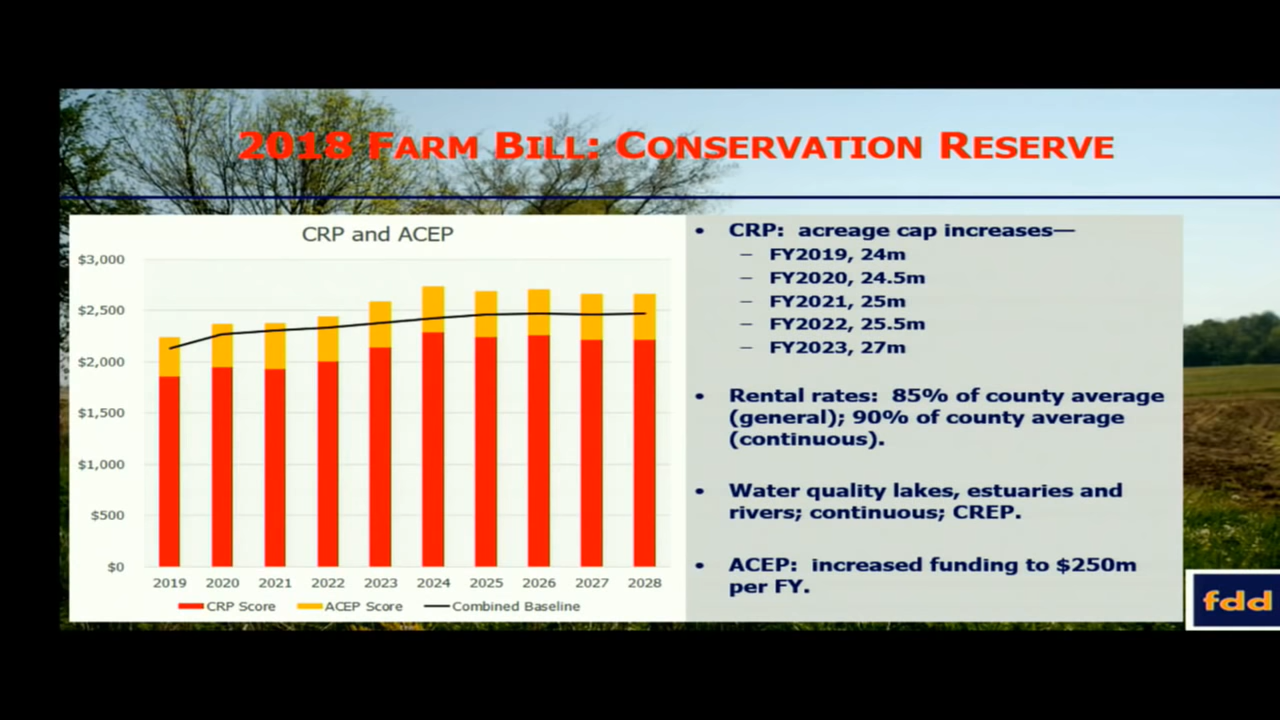 2018 FARM BILL: CONSERVATION RESERVE
CRP and ACEP
$3,000
$2,500
$2,000
$1,500
$1,000
$500
$0
2019 2020 2021 2022 2023 2024 2025 2026 2027 2028
CRP Score ACEP Score Combined Baseline
• CRP: acreage cap increases—
– FY2019, 24m
– FY2020, 24.5m
– FY2021, 25m
– FY2022, 25.5m
– FY2023, 27m
• Rental rates: 85% of county average
(general); 90% of county average
(continuous).
• Water quality lakes, estuaries and
rivers; continuous; CREP.
• ACEP: increased funding to $250m
per FY.
fdd